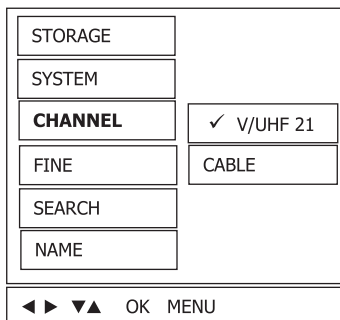 STORAGE
SYSTEM
CHANNEL
✓ V/UHF 21
FINE
CABLE
SEARCH
NAME
◀ ▶ ▼▲ OK MENU